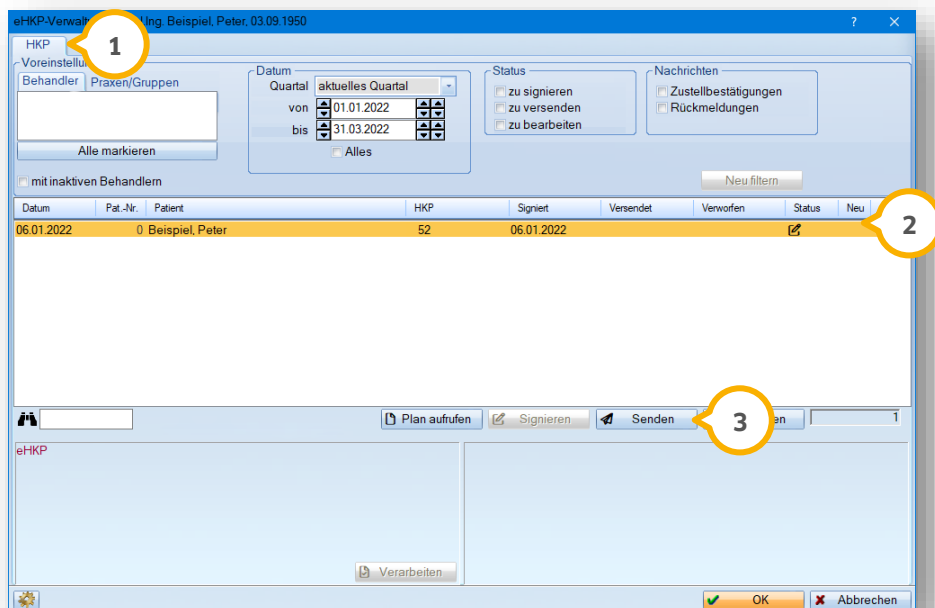 eHKP-Verwalt Ing. Beispiel, Peter, 03.09.1950 ?
HKP
1
Voreinstellu
Behandler Praxen/Gruppen
Alle markieren
mit inaktiven Behandlern
Datum
Quartal aktuelles Quartal
von 01.01.2022
bis 31.03.2022
Alles
Status
zu signieren
zu versenden
zu bearbeiten
Nachrichten
Zustellbestätigungen
Rückmeldungen
Neu filtern
Datum Pat.-Nr. Patient HKP Signiert Versendet Verworfen Status Neu
06.01.2022 0 Beispiel, Peter 52 06.01.2022
2
Plan aufrufen Signieren Senden en 1
3
eHKP
Verarbeiten
OK Abbrechen